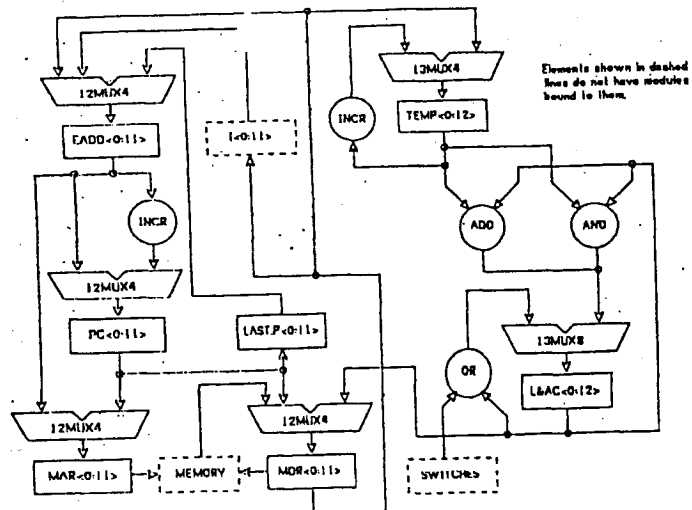 12MUX4
13MUX4
Elements shown in dashed
lines do not have modules
bound to them.
EADD<0:11>
I<0:11>
INCR
TEMP<0:12>
INCR
ADD
AND
12MUX4
PC<0:11>
LAST.P<0:11>
13MUX8
OR
L&AC<0:12>
12MUX4
12MUX4
MAR<0:11>
MEMORY
MDR<0:11>
SWITCHES